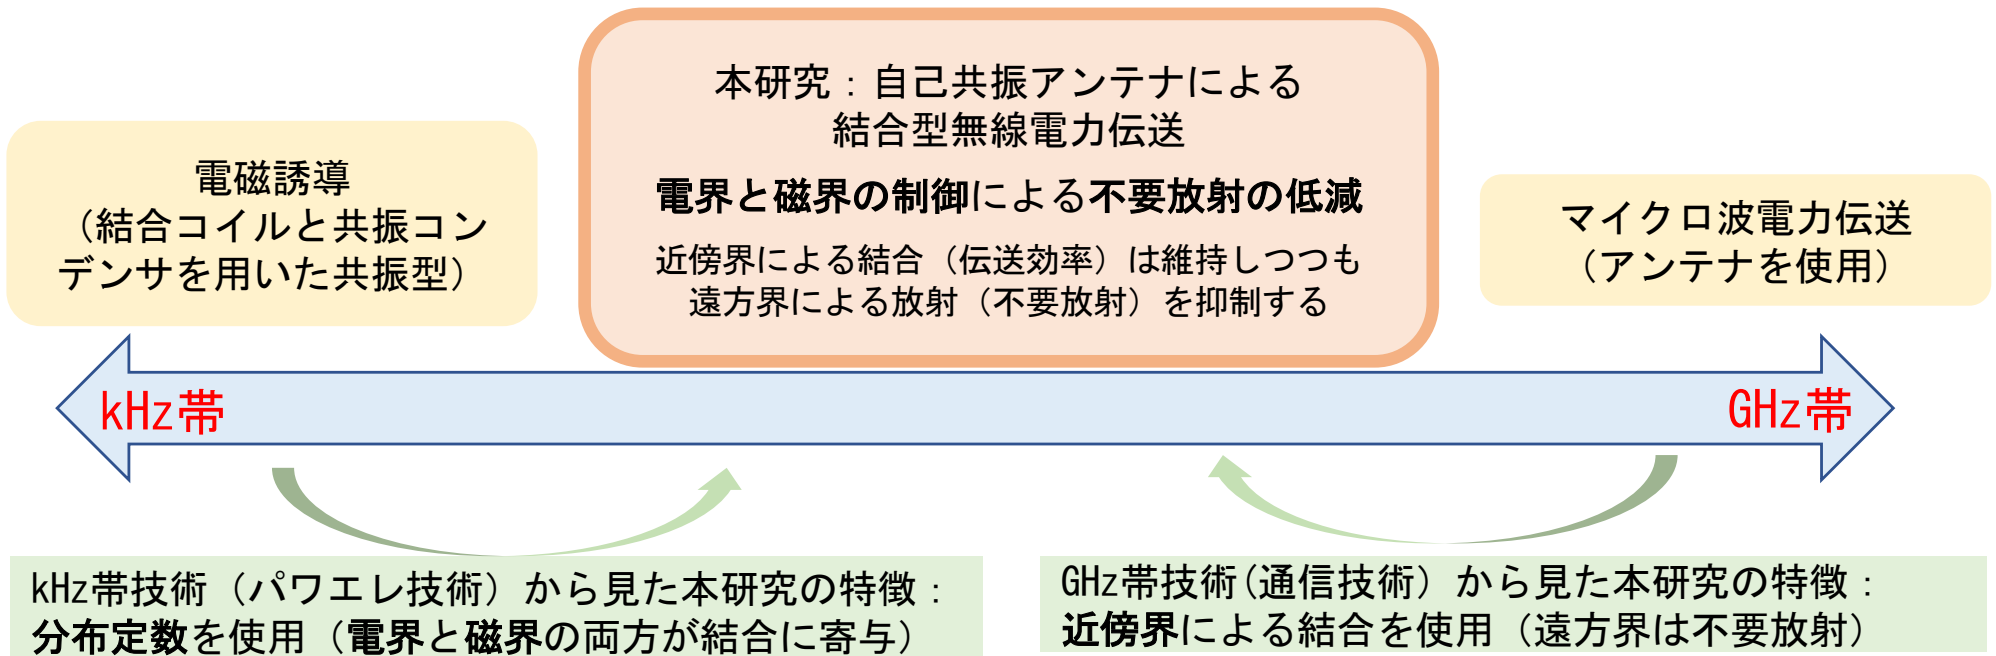 本研究：自己共振アンテナによる
結合型無線電力伝送
電界と磁界の制御による不要放射の低減
近傍界による結合（伝送効率）は維持しつつも
遠方界による放射（不要放射）を抑制する
電磁誘導
（結合コイルと共振コン
デンサを用いた共振型）
マイクロ波電力伝送
（アンテナを使用）
kHz帯
GHz帯
kHz帯技術（パワエレ技術）から見た本研究の特徴：
分布定数を使用（電界と磁界の両方が結合に寄与）
GHz帯技術(通信技術）から見た本研究の特徴：
近傍界による結合を使用（遠方界は不要放射）